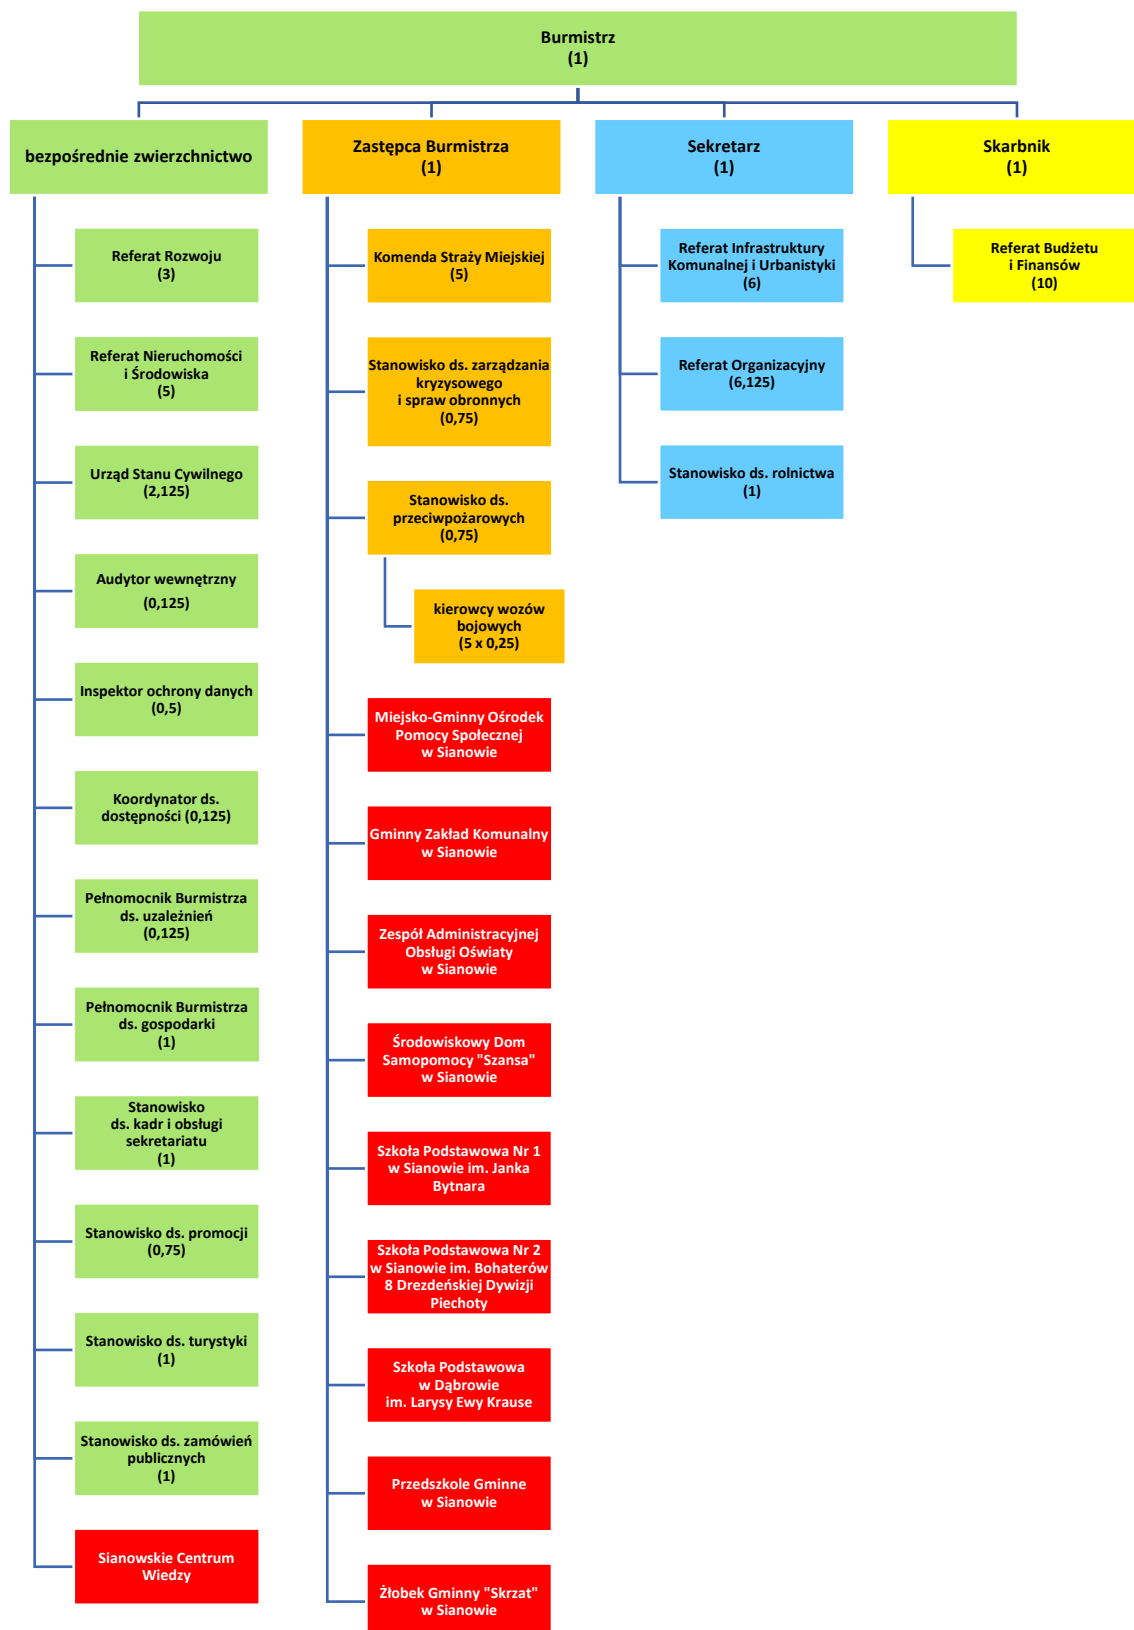 Burmistrz
(1)
bezpośrednie zwierzchnictwo
Referat Rozwoju
(3)
Referat Nieruchomości
i Środowiska
(5)
Urząd Stanu Cywilnego
(2,125)
Audytor wewnętrzny
(0,125)
Inspektor ochrony danych
(0,5)
Koordynator ds.
dostępności (0,125)
Pełnomocnik Burmistrza
ds. uzależnień
(0,125)
Pełnomocnik Burmistrza
ds. gospodarki
(1)
Stanowisko
ds. kadr i obsługi
sekretariatu
(1)
Stanowisko ds. promocji
(0,75)
Stanowisko ds. turystyki
(1)
Stanowisko ds. zamówień
publicznych
(1)
Sianowskie Centrum
Wiedzy
Zastępca Burmistrza
(1)
Komenda Straży Miejskiej
(5)
Stanowisko ds. zarządzania
kryzysowego
i spraw obronnych
(0,75)
Stanowisko ds.
przeciwpożarowych
(0,75)
kierowcy wozów
bojowych
(5 x 0,25)
Miejsko-Gminny Ośrodek
Pomocy Społecznej
w Sianowie
Gminny Zakład Komunalny
w Sianowie
Zespół Administracyjnej
Obsługi Oświaty
w Sianowie
Środowiskowy Dom
Samopomocy "Szansa"
w Sianowie
Szkoła Podstawowa Nr 1
w Sianowie im. Janka
Bytnara
Szkoła Podstawowa Nr 2
w Sianowie im. Bohaterów
8 Drezdeńskiej Dywizji
Piechoty
Szkoła Podstawowa
w Dąbrowie
im. Larysy Ewy Krause
Przedszkole Gminne
w Sianowie
Żłobek Gminny "Skrzat"
w Sianowie
Sekretarz
(1)
Referat Infrastruktury
Komunalnej i Urbanistyki
(6)
Referat Organizacyjny
(6,125)
Stanowisko ds. rolnictwa
(1)
Skarbnik
(1)
Referat Budżetu
i Finansów
(10)